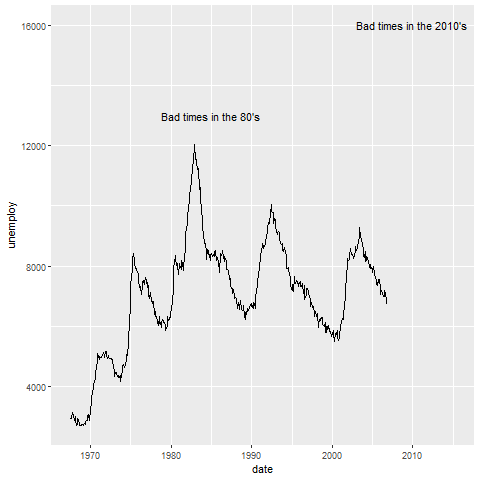 Bad times in the 2010's
16000
Bad times in the 80's
12000
8000
4000
unemploy
1970 1980 1990 2000 2010
date